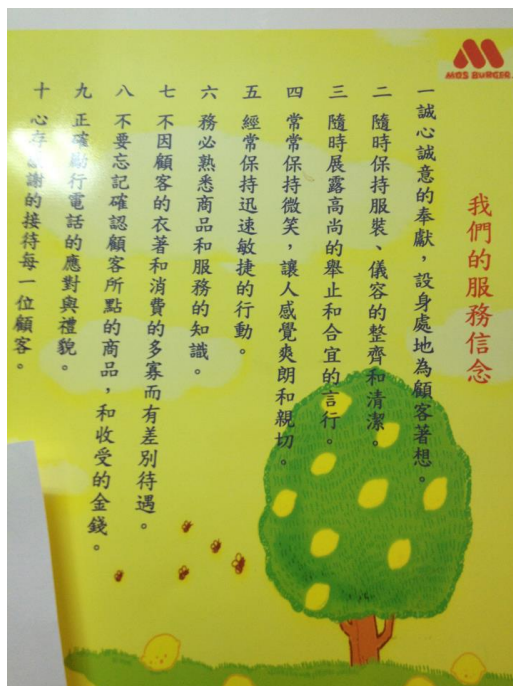 MOS BURGER
我們的服務信念
一 誠心誠意的奉獻，設身處地為顧客著想。
二 隨時保持服裝、儀容的整齊和清潔。
三 隨時展露高尚的舉止和合宜的言行。
四 常常保持微笑，讓人感覺爽朗和親切。
五 經常保持迅速敏捷的行動。
六 務必熟悉商品和服務的知識。
七 不因顧客的衣著和消費的多寡而有差別待遇。
八 不要忘記確認顧客所點的商品，和收受的金錢。
九 正確行電話的應對與禮貌。
十 心存謝的接待每一位顧客。